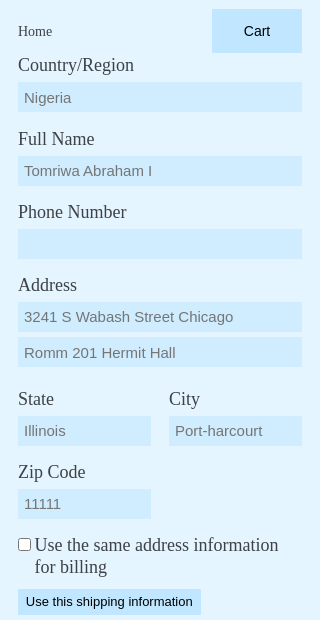 Home
Cart
Country/Region
Nigeria
Full Name
Tomriwa Abraham I
Phone Number
Address
3241 S Wabash Street Chicago
Romm 201 Hermit Hall
State
City
Illinois
Port-harcourt
Zip Code
11111
Use the same address information
for billing
Use this shipping information